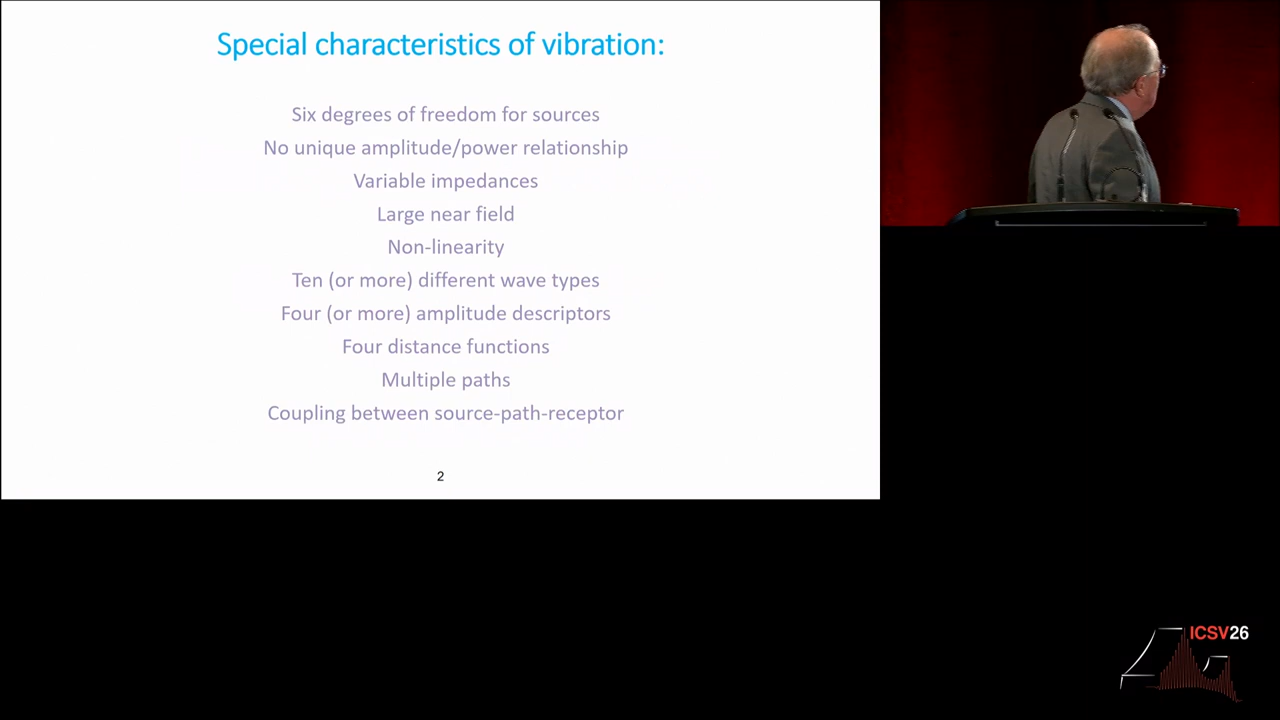 Special characteristics of vibration:
Six degrees of freedom for sources
No unique amplitude/power relationship
Variable impedances
Large near field
Non-linearity
Ten (or more) different wave types
Four (or more) amplitude descriptors
Four distance functions
Multiple paths
Coupling between source-path-receptor
2
ICSV26